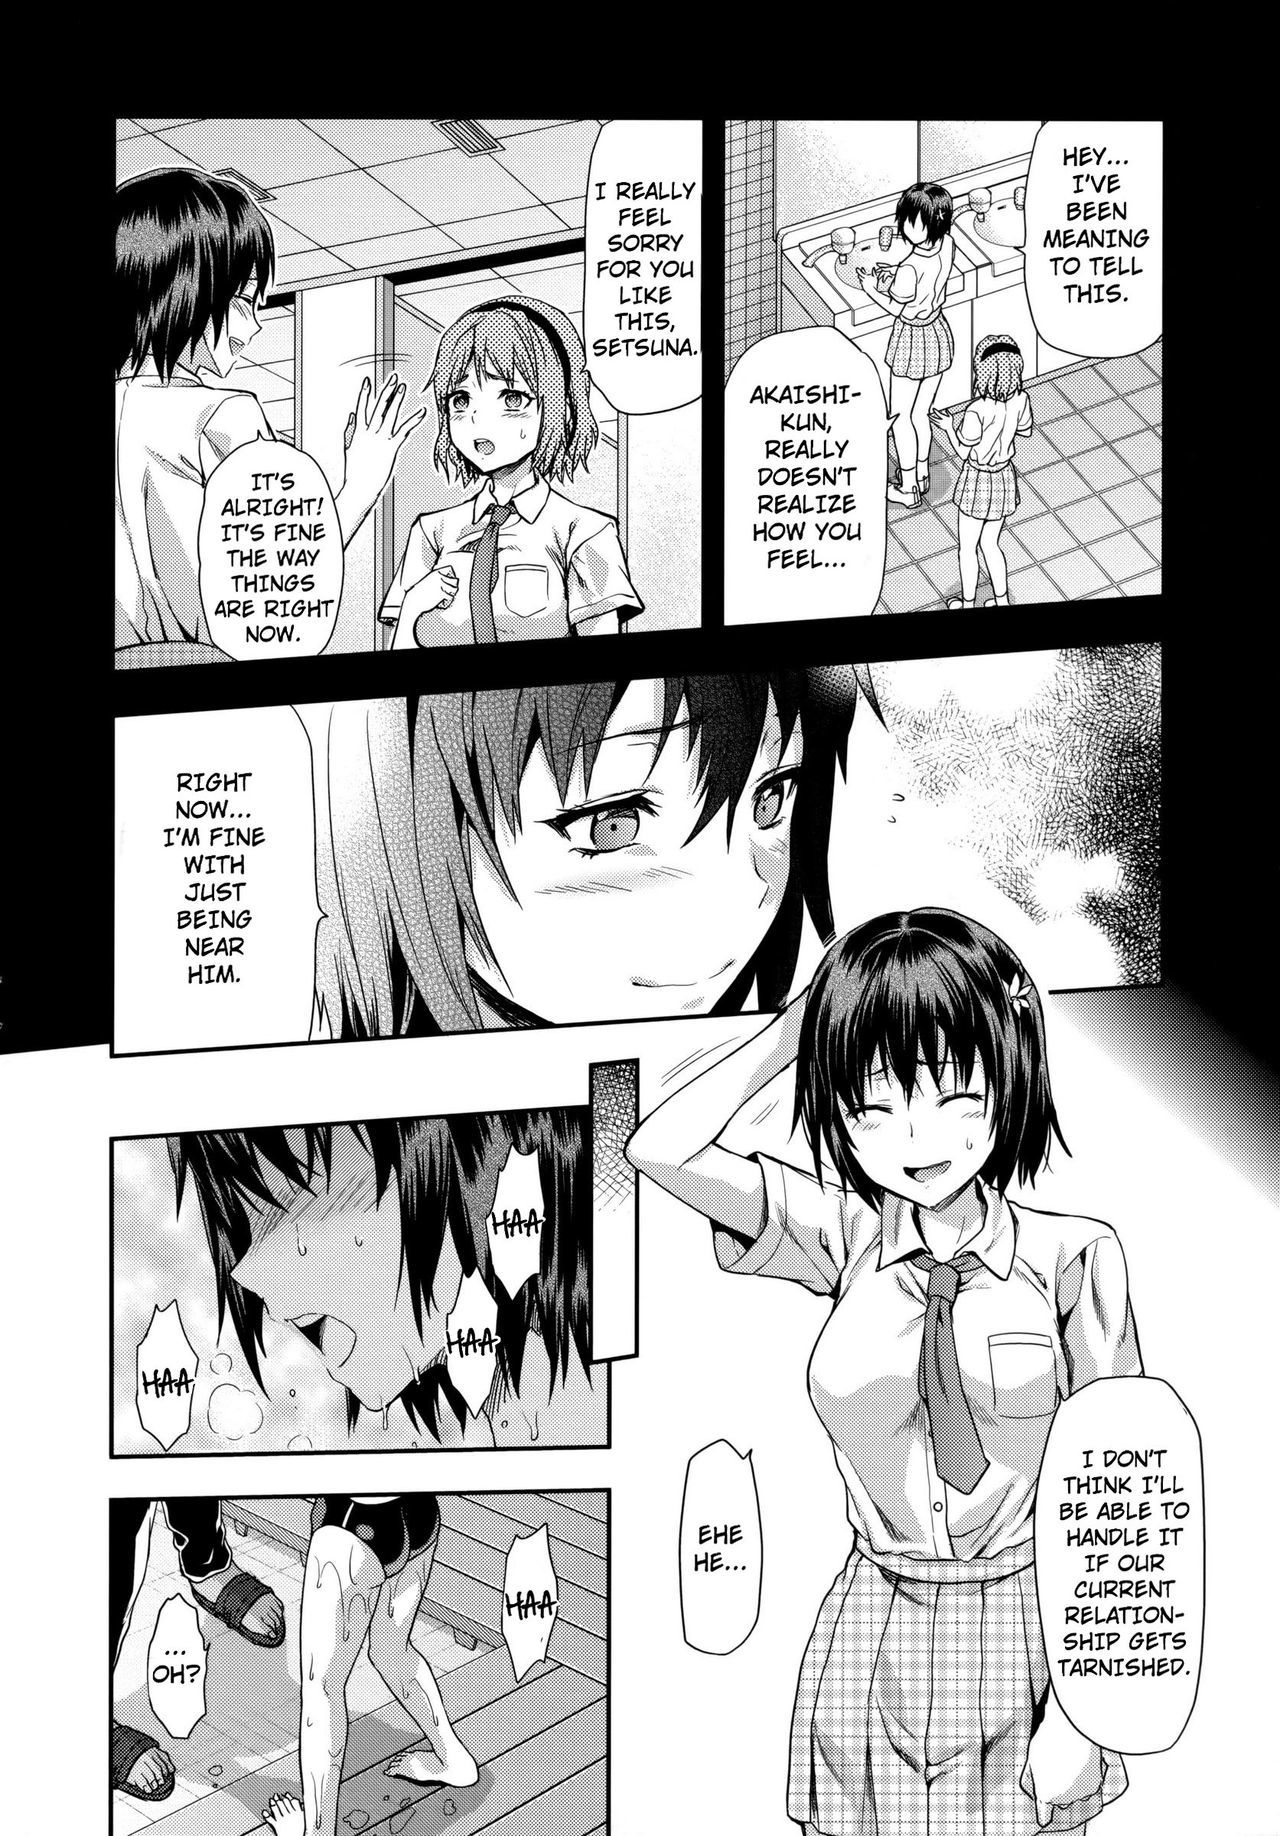 HEY...
I'VE
BEEN
MEANING
TO TELL
THIS.
AKAISHI-
KUN,
REALLY
DOESN'T
REALIZE
HOW YOU
FEEL...
I REALLY
FEEL
SORRY
FOR YOU
LIKE
THIS,
SETSUNA.
IT'S
ALRIGHT!
IT'S FINE
THE WAY
THINGS
ARE RIGHT
NOW.
RIGHT
NOW...
I'M FINE
WITH
JUST
BEING
NEAR
HIM.
I DON'T
THINK I'LL
BE ABLE TO
HANDLE IT
IF OUR
CURRENT
RELATION-
SHIP GETS
TARNISHED.
EHE
HE...
HAA
HAA
HAA
HAA
...
OH?